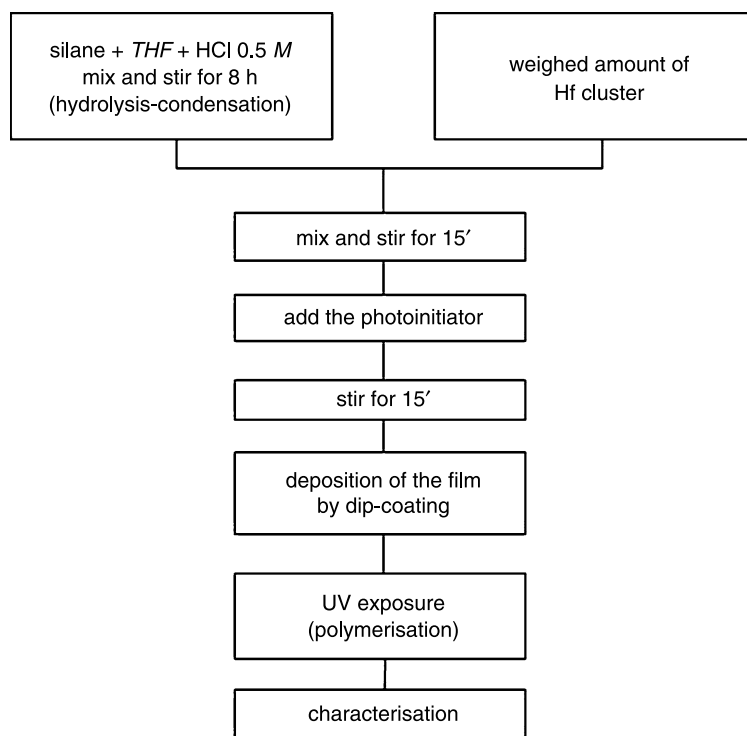 silane + THF + HCl 0.5 M
mix and stir for 8 h
(hydrolysis-condensation)
weighed amount of
Hf cluster
mix and stir for 15′
add the photoinitiator
stir for 15′
deposition of the film
by dip-coating
UV exposure
(polymerisation)
characterisation